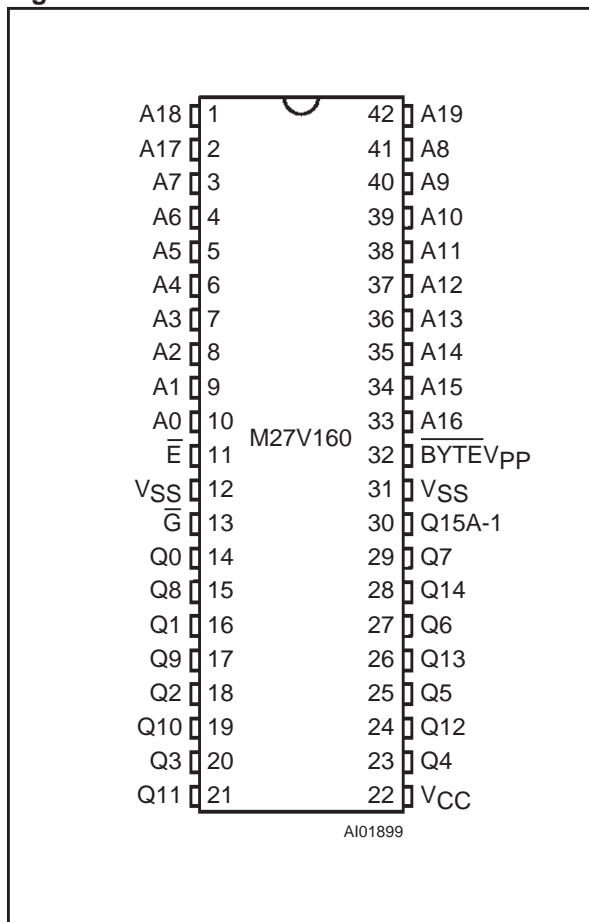 A18 1 42 A19
A17 2 41 A8
A7 3 40 A9
A6 4 39 A10
A5 5 38 A11
A4 6 37 A12
A3 7 36 A13
A2 8 35 A14
A1 9 34 A15
A0 10 33 A16
M27V160
E 11 32 BYTEVPP
VSS 12 31 VSS
G 13 30 Q15A-1
Q0 14 29 Q7
Q8 15 28 Q14
Q1 16 27 Q6
Q9 17 26 Q13
Q2 18 25 Q5
Q10 19 24 Q12
Q3 20 23 Q4
Q11 21 22 VCC
AI01899